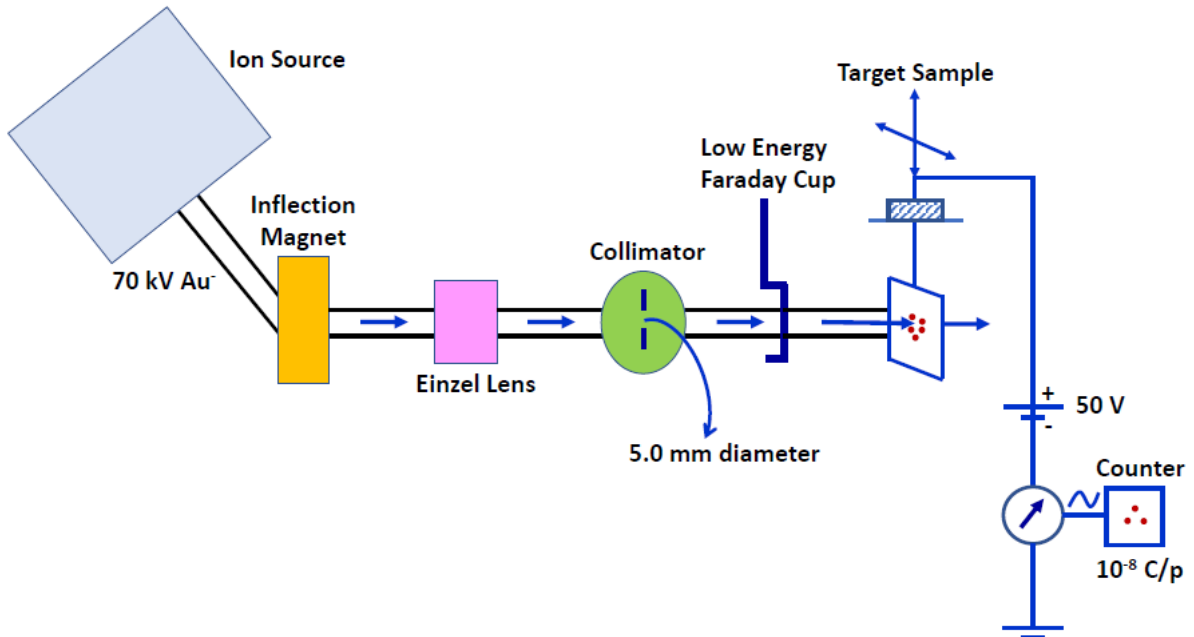 Ion Source
Target Sample
Low Energy
Faraday Cup
Inflection
Magnet
Collimator
70 kV Au⁻
Einzel Lens
+
50 V
-
5.0 mm diameter
Counter
10⁻⁸ C/p